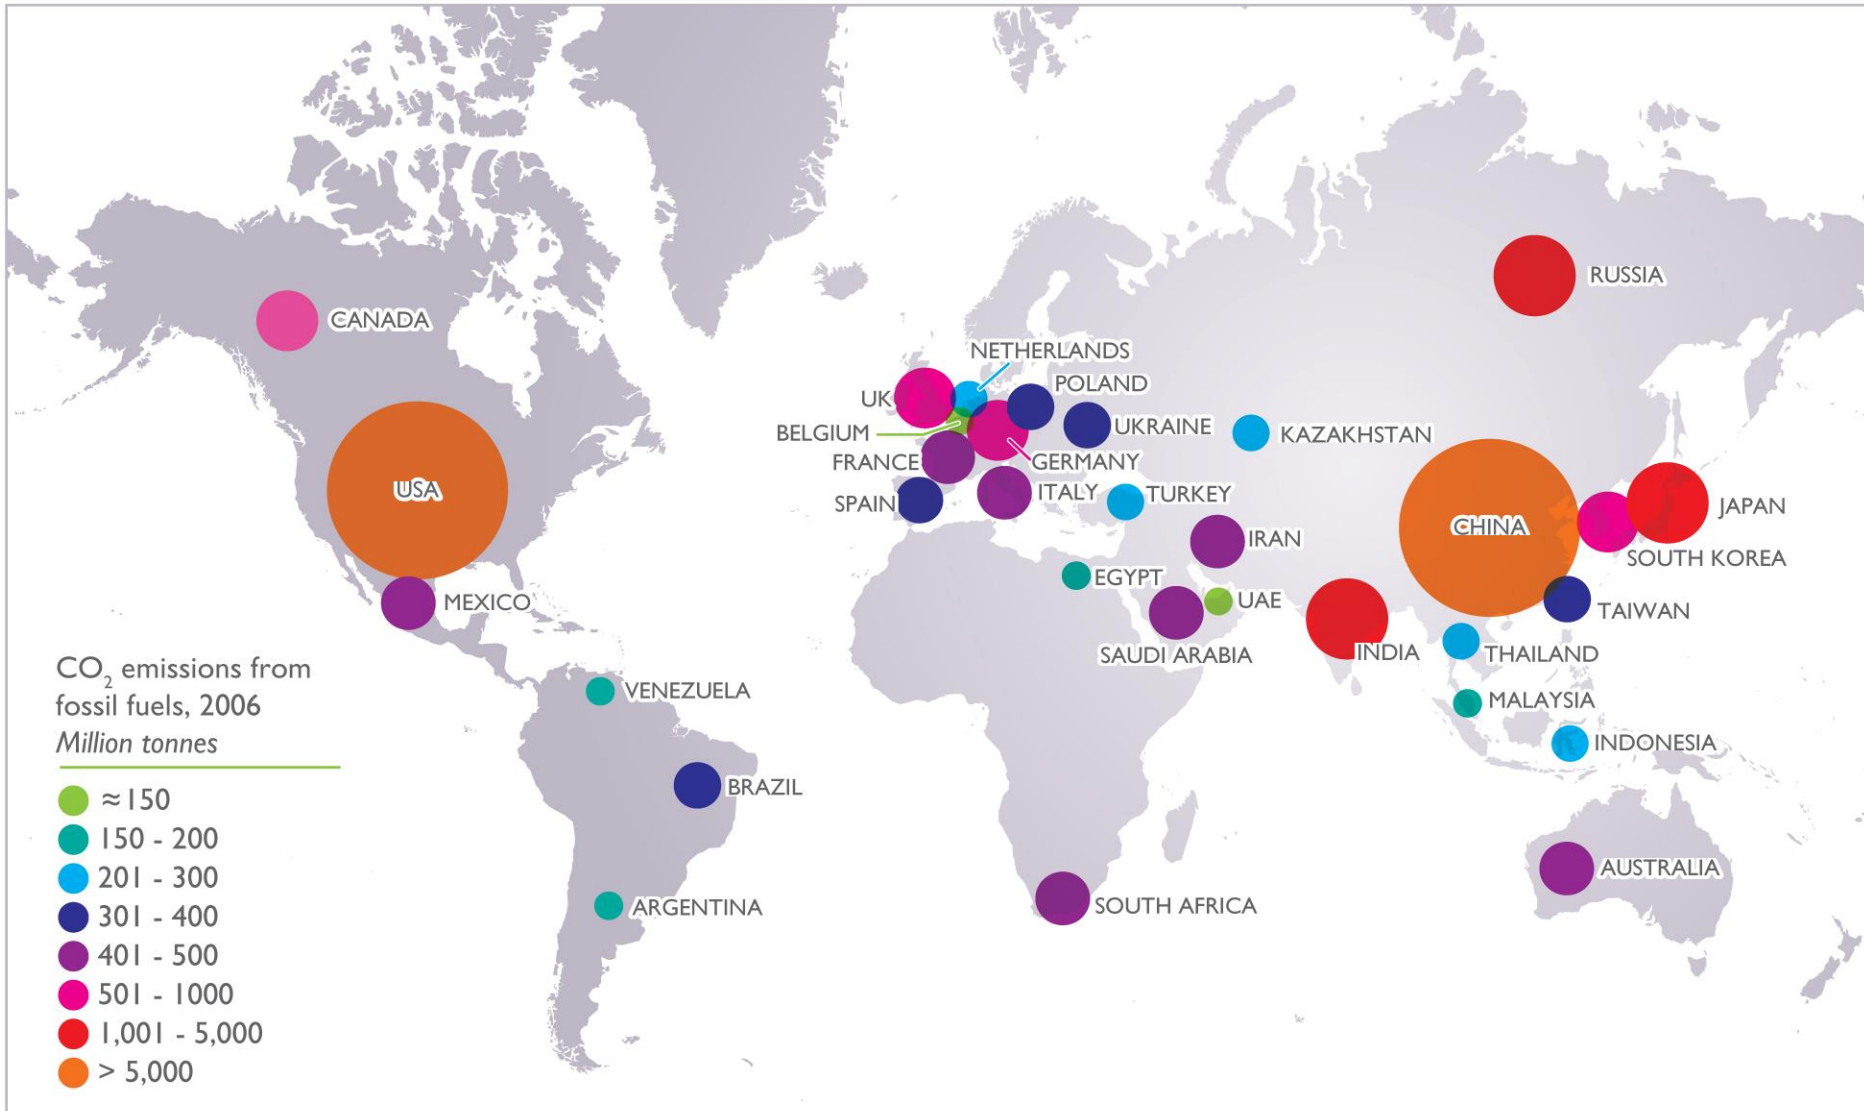 CANADA
USA
MEXICO
VENEZUELA
BRAZIL
ARGENTINA
NETHERLANDS
POLAND
UK
BELGIUM
UKRAINE
FRANCE
GERMANY
SPAIN
ITALY
TURKEY
KAZAKHSTAN
RUSSIA
IRAN
EGYPT
UAE
SAUDI ARABIA
INDIA
CHINA
JAPAN
SOUTH KOREA
TAIWAN
THAILAND
MALAYSIA
INDONESIA
SOUTH AFRICA
AUSTRALIA
CO₂ emissions from
fossil fuels, 2006
Million tonnes
≈150
150 - 200
201 - 300
301 - 400
401 - 500
501 - 1000
1,001 - 5,000
> 5,000